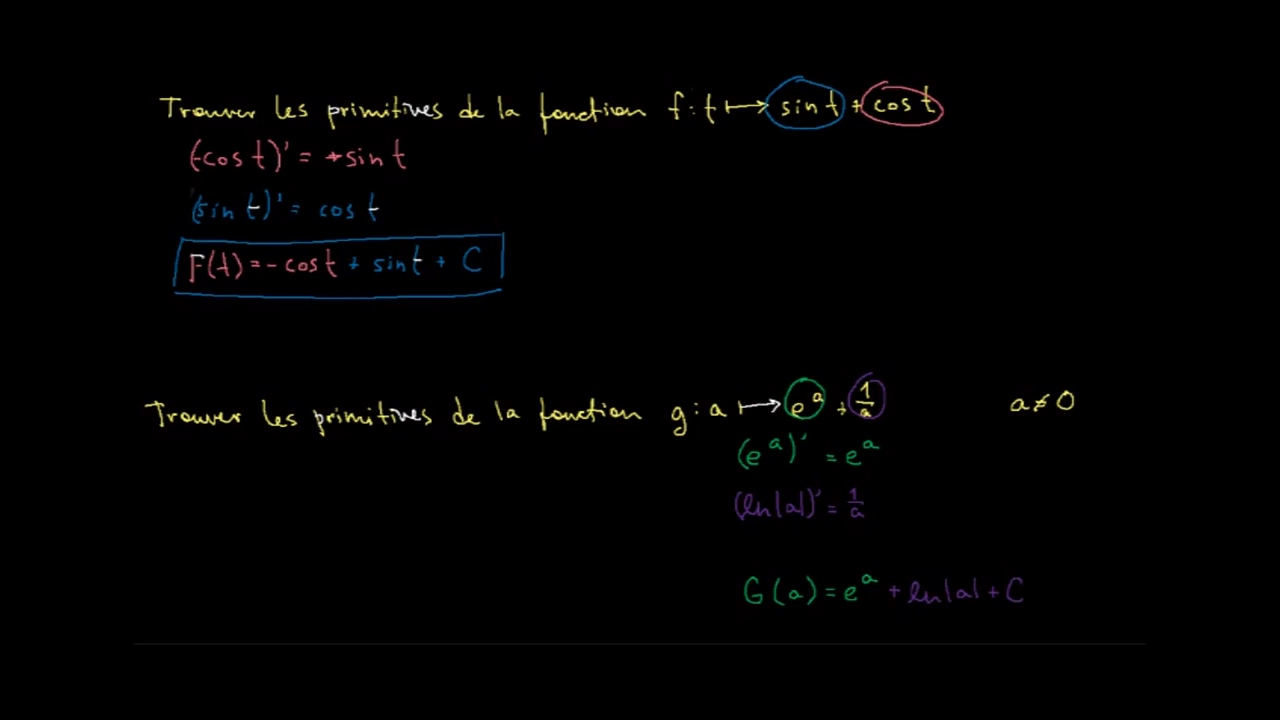 Trouver les primitives de la fonction f : t ⟼ sin t + cos t
(-cos t)' = +sin t
(sin t)' = cos t
F(t) = - cos t + sin t + C
Trouver les primitives de la fonction g : a ⟼ e^a + 1/a a ≠ 0
(e^a)' = e^a
(ln|a|)' = 1/a
G(a) = e^a + ln|a| + C